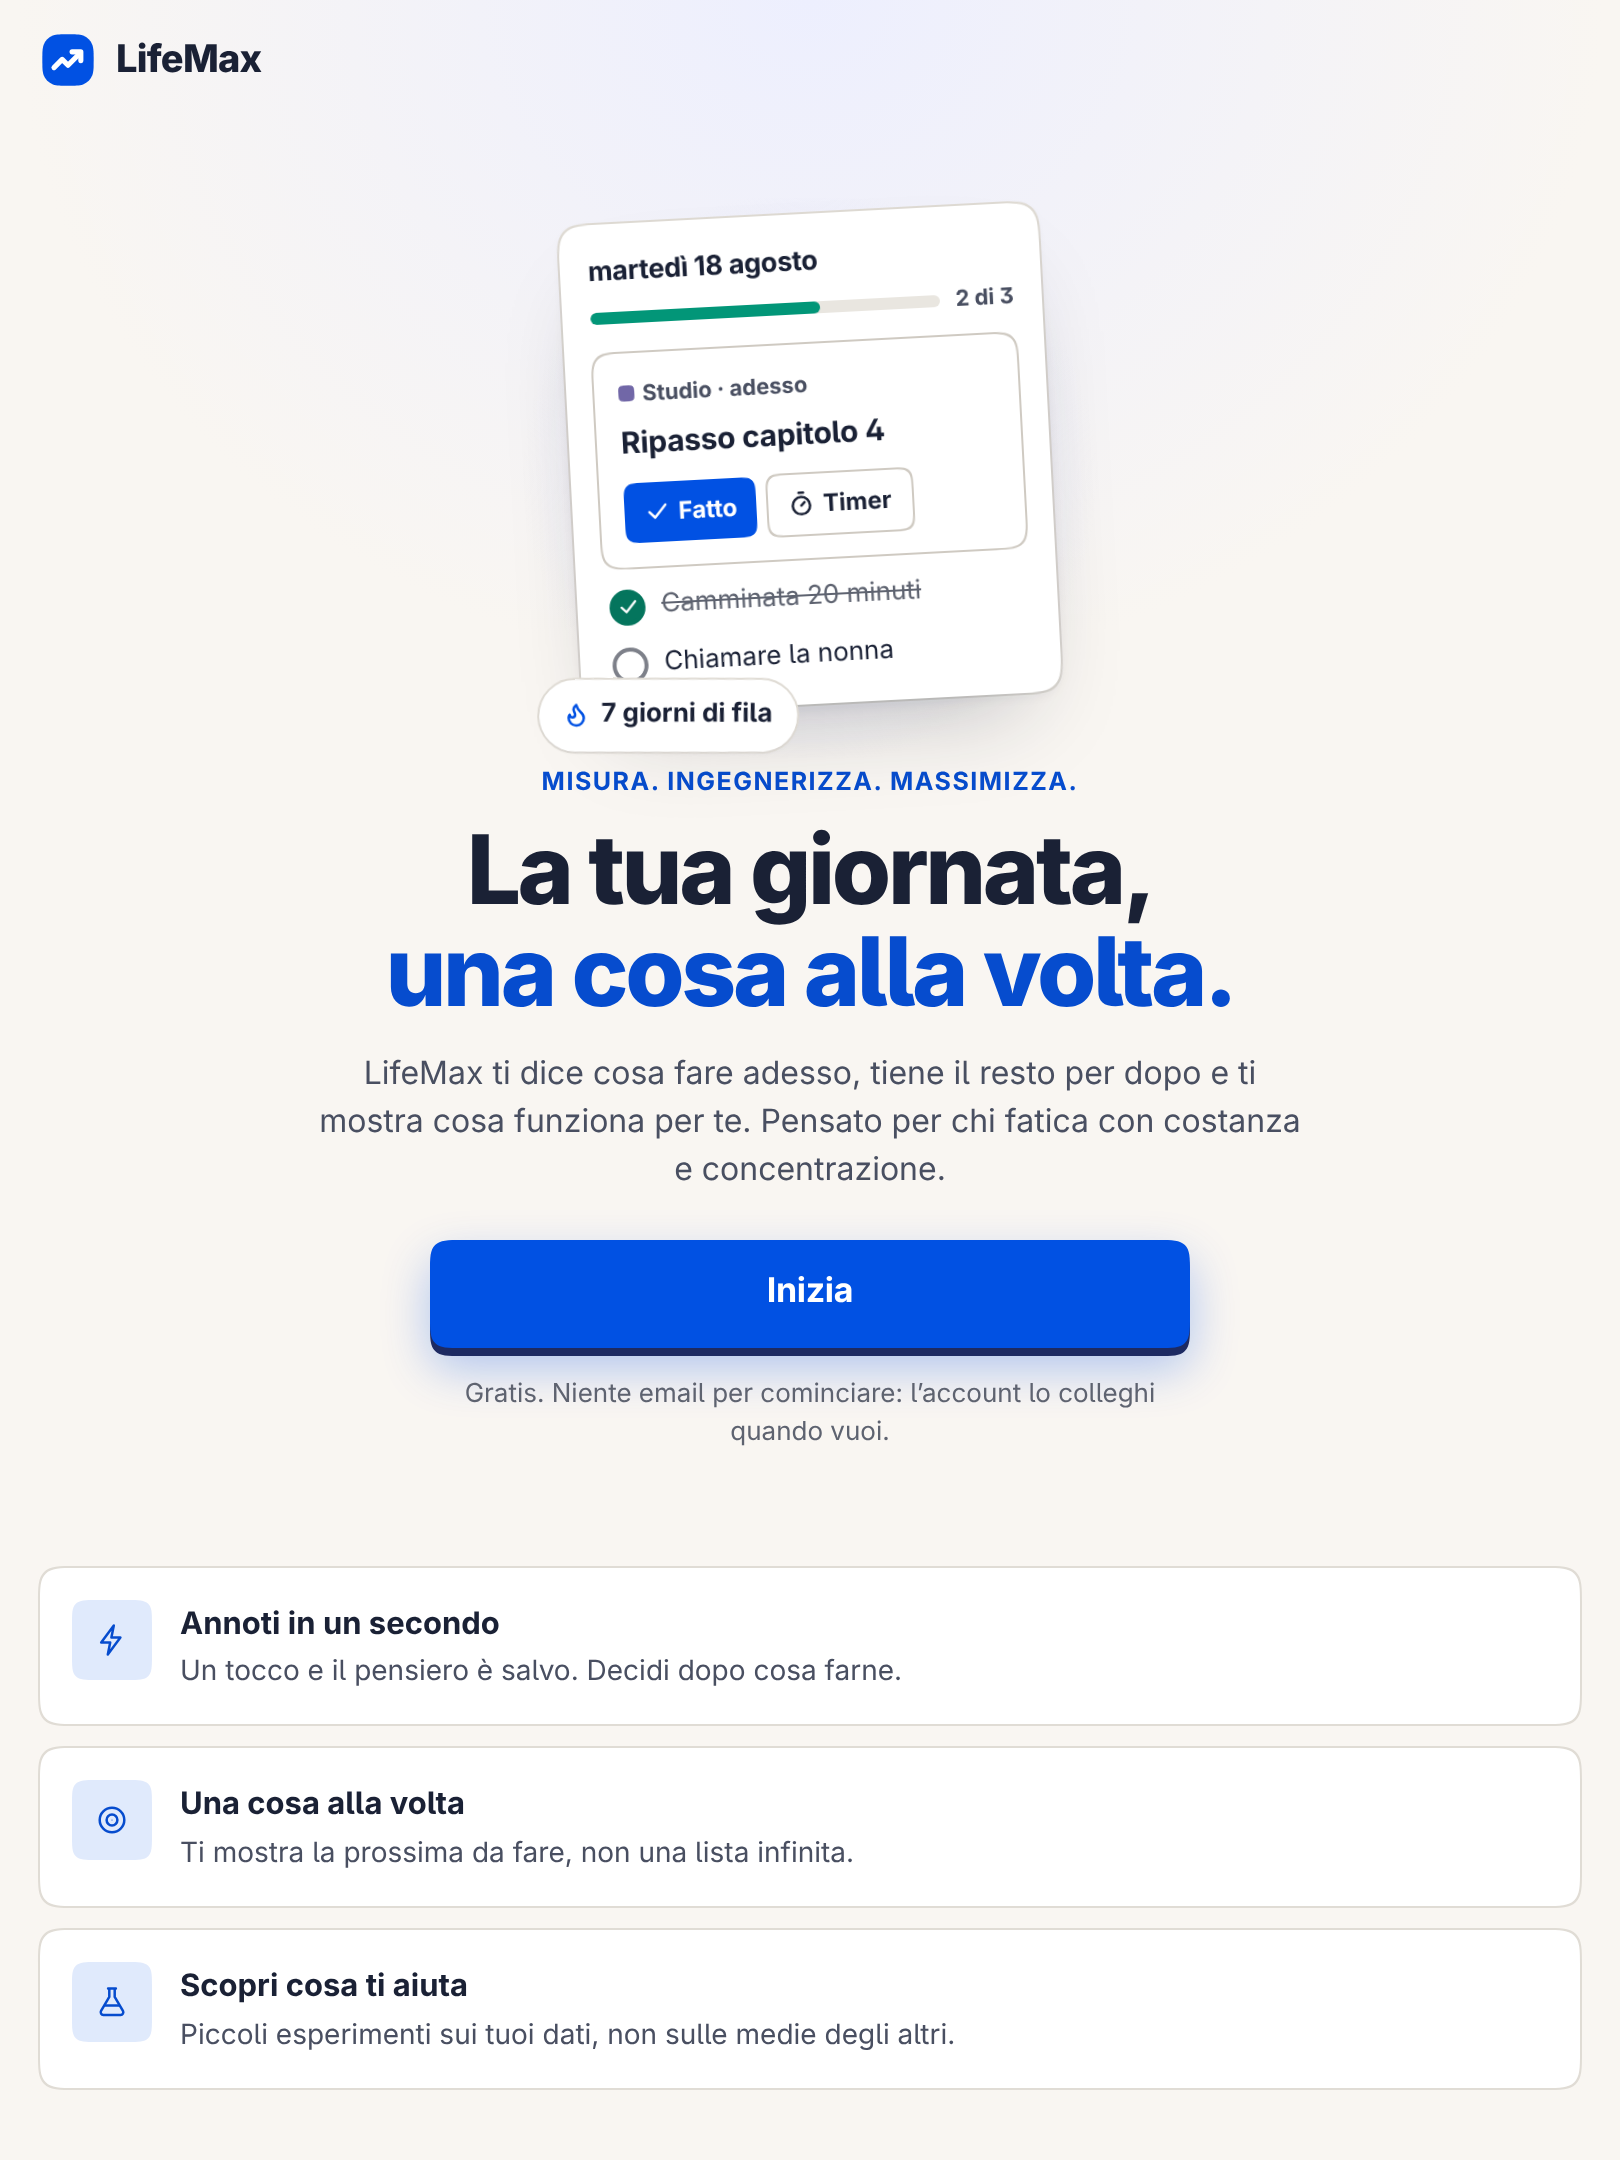 LifeMax
martedì 18 agosto
2 di 3
Studio · adesso
Ripasso capitolo 4
Fatto
Timer
Camminata 20 minuti
Chiamare la nonna
7 giorni di fila
MISURA. INGEGNERIZZA. MASSIMIZZA.
La tua giornata,
una cosa alla volta.
LifeMax ti dice cosa fare adesso, tiene il resto per dopo e ti
mostra cosa funziona per te. Pensato per chi fatica con costanza
e concentrazione.
Inizia
Gratis. Niente email per cominciare: l’account lo colleghi
quando vuoi.
Annoti in un secondo
Un tocco e il pensiero è salvo. Decidi dopo cosa farne.
Una cosa alla volta
Ti mostra la prossima da fare, non una lista infinita.
Scopri cosa ti aiuta
Piccoli esperimenti sui tuoi dati, non sulle medie degli altri.